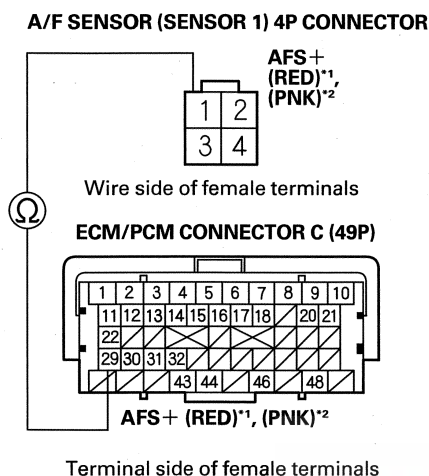 A/F SENSOR (SENSOR 1) 4P CONNECTOR
AFS+
(RED)*1,
(PNK)*2
1 2
3 4
Wire side of female terminals
Ω
ECM/PCM CONNECTOR C (49P)
1 2 3 4 5 6 7 8 9 10
11 12 13 14 15 16 17 18 20 21
22
29 30 31 32
43 44 46 48
AFS+ (RED)*1, (PNK)*2
Terminal side of female terminals